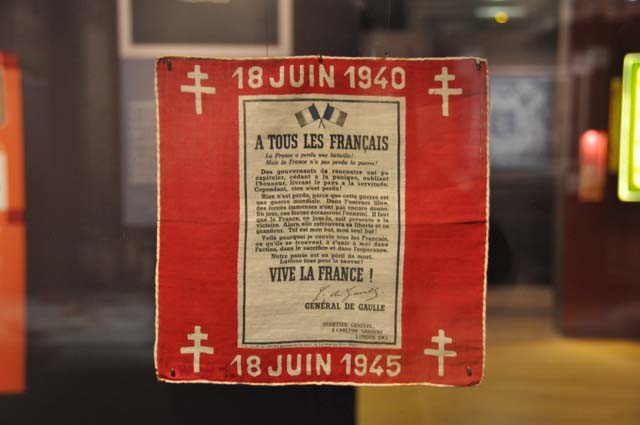 18 JUIN 1940
A TOUS LES FRANÇAIS
La France a perdu une bataille!
Mais la France n'a pas perdu la guerre!
Des gouvernants de rencontre ont pu
capituler, cédant à la panique, oubliant
l'honneur, livrant le pays à la servitude.
Cependant, rien n'est perdu!
Rien n'est perdu, parce que cette guerre est
une guerre mondiale. Dans l'univers libre,
des forces immenses n'ont pas encore donné.
Un jour, ces forces écraseront l'ennemi. Il faut
que la France, ce jour-là, soit présente à la
victoire. Alors, elle retrouvera sa liberté et sa
grandeur. Tel est mon but, mon seul but!
Voilà pourquoi je convie tous les Français,
où qu'ils se trouvent, à s'unir à moi dans
l'action, dans le sacrifice et dans l'espérance.
Notre patrie est en péril de mort.
Luttons tous pour la sauver!
VIVE LA FRANCE !
GÉNÉRAL DE GAULLE
QUARTIER GÉNÉRAL,
4 CARLTON GARDENS
LONDON SW1
18 JUIN 1945